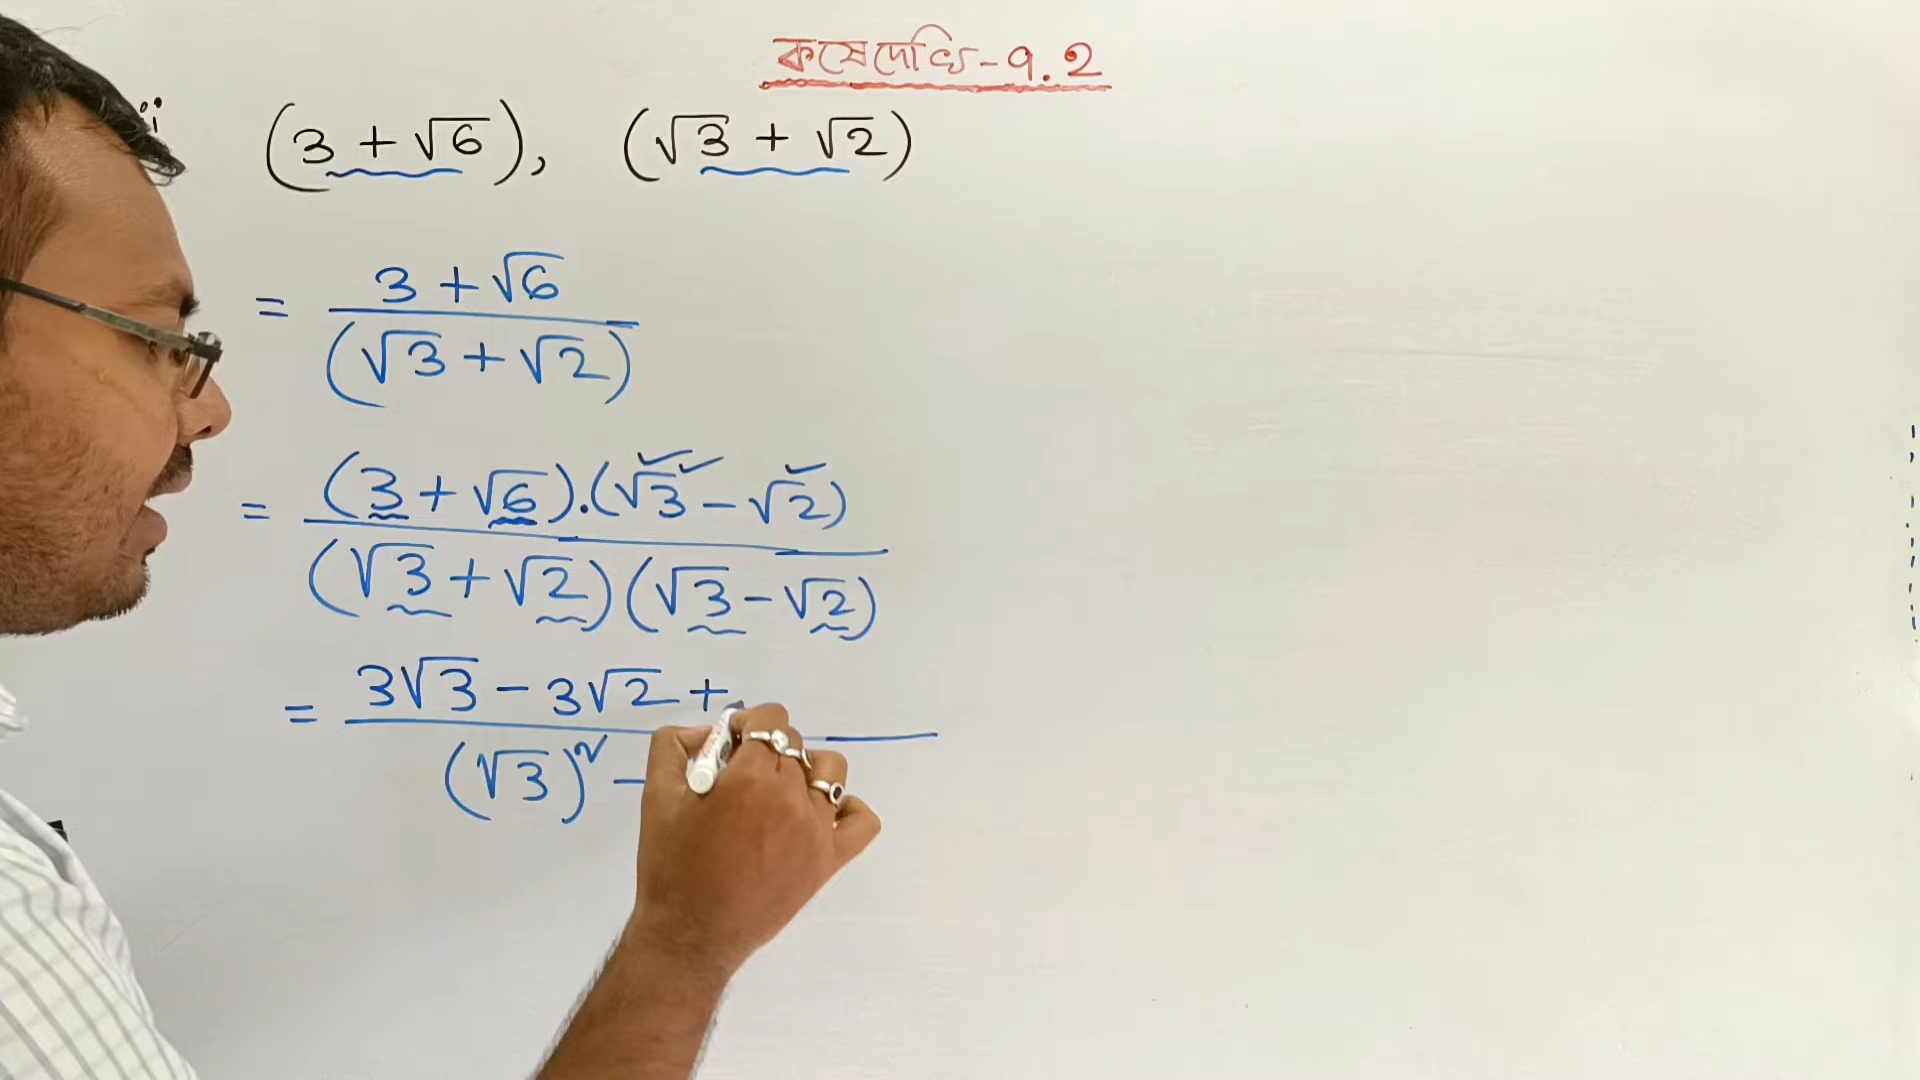 কষে দেখি - ৭.২
ii (3 + √6), (√3 + √2)
= (3 + √6) / (√3 + √2)
= (3 + √6).(√3 - √2) / (√3 + √2)(√3 - √2)
= 3√3 - 3√2 + / (√3)² -